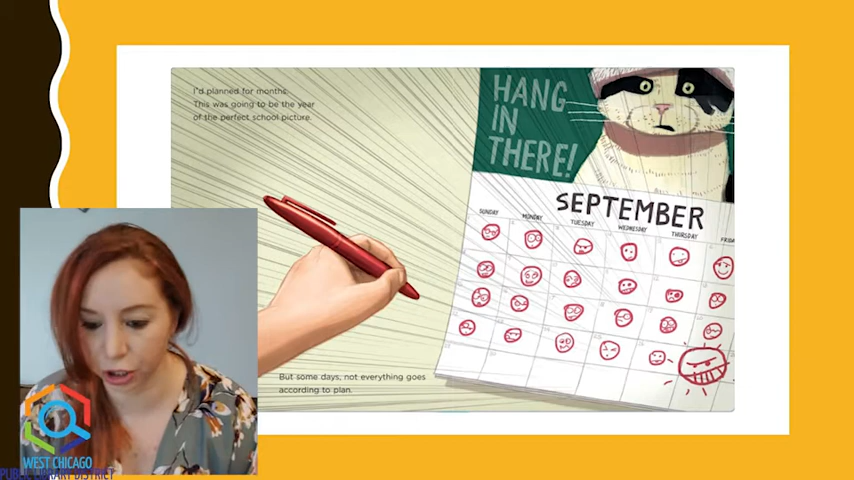 I'd planned for months.
This was going to be the year
of the perfect school picture.
HANG
IN
THERE!
SEPTEMBER
SUNDAY MONDAY TUESDAY WEDNESDAY THURSDAY FRIDA
But some days, not everything goes
according to plan.
WEST CHICAGO
PUBLIC LIBRARY DISTRICT